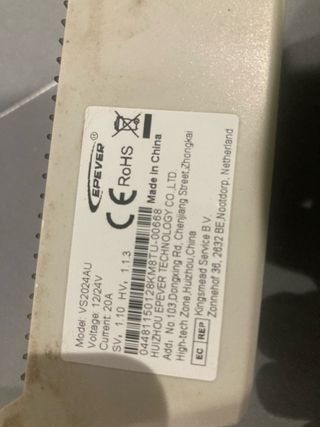 EPEVER®
CE RoHS
Model: VS2024AU
Voltage: 12/24V
Current: 20A
SV, 1.10 HV, 1.13
04481150128KM8TU-00668 Made in China
HUIZHOU EPEVER TECHNOLOGY CO.,LTD.
Add: No.103,Dongxing Rd, Chenjiang Street,Zhongkai
High-tech Zone,Huizhou,China
EC REP Kingsmead Service B.V.
Zonnehof 36, 2632 BE,Nootdorp, Netherland